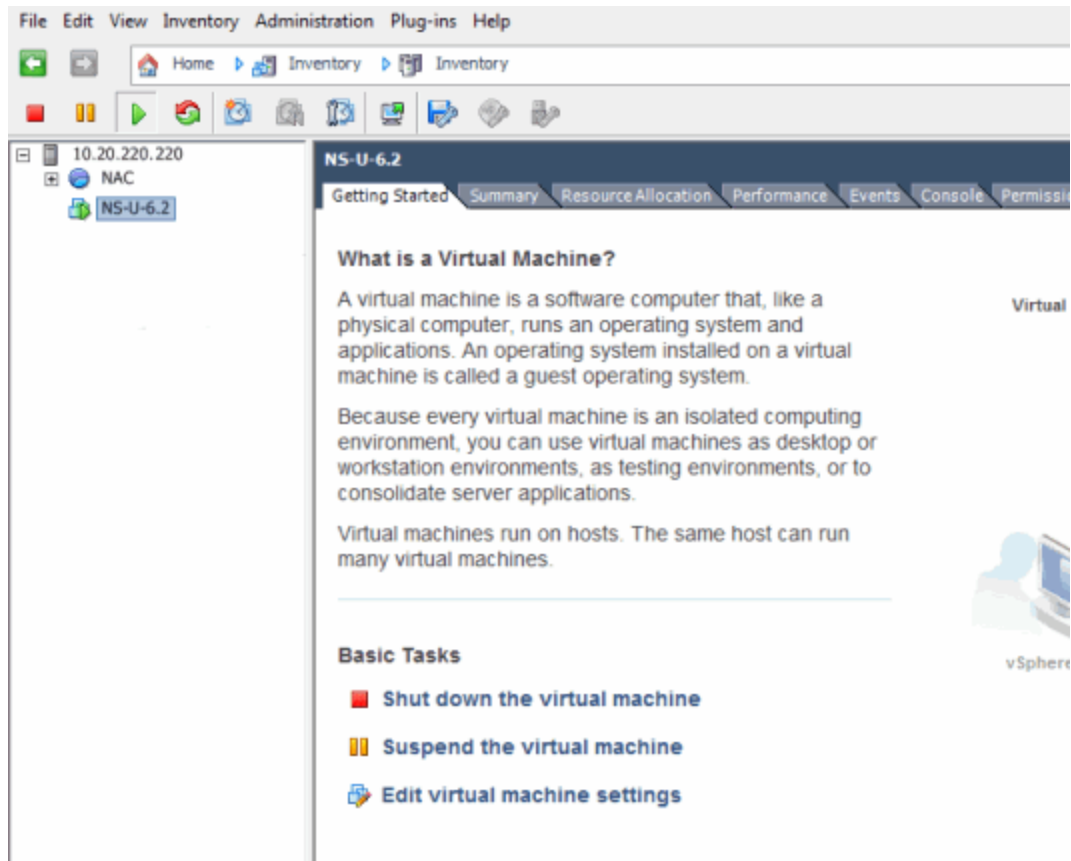 File Edit View Inventory Administration Plug-ins Help
Home Inventory Inventory
10.20.220.220
NAC
NS-U-6.2
NS-U-6.2
Getting Started Summary Resource Allocation Performance Events Console Permissi
What is a Virtual Machine?
A virtual machine is a software computer that, like a
physical computer, runs an operating system and
applications. An operating system installed on a virtual
machine is called a guest operating system.
Because every virtual machine is an isolated computing
environment, you can use virtual machines as desktop or
workstation environments, as testing environments, or to
consolidate server applications.
Virtual machines run on hosts. The same host can run
many virtual machines.
Virtual
vSphere
Basic Tasks
Shut down the virtual machine
Suspend the virtual machine
Edit virtual machine settings